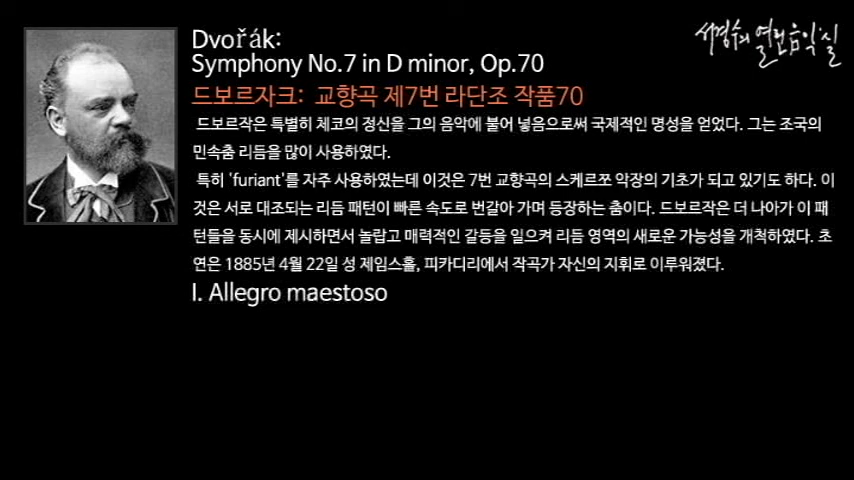 서경수의 열린음악실
Dvořák:
Symphony No.7 in D minor, Op.70
드보르자크: 교향곡 제7번 라단조 작품70
드보르작은 특별히 체코의 정신을 그의 음악에 불어 넣음으로써 국제적인 명성을 얻었다. 그는 조국의
민속춤 리듬을 많이 사용하였다.
특히 'furiant'를 자주 사용하였는데 이것은 7번 교향곡의 스케르쪼 악장의 기초가 되고 있기도 하다. 이
것은 서로 대조되는 리듬 패턴이 빠른 속도로 번갈아 가며 등장하는 춤이다. 드보르작은 더 나아가 이 패
턴들을 동시에 제시하면서 놀랍고 매력적인 갈등을 일으켜 리듬 영역의 새로운 가능성을 개척하였다. 초
연은 1885년 4월 22일 성 제임스홀, 피카디리에서 작곡가 자신의 지휘로 이루워졌다.
I. Allegro maestoso